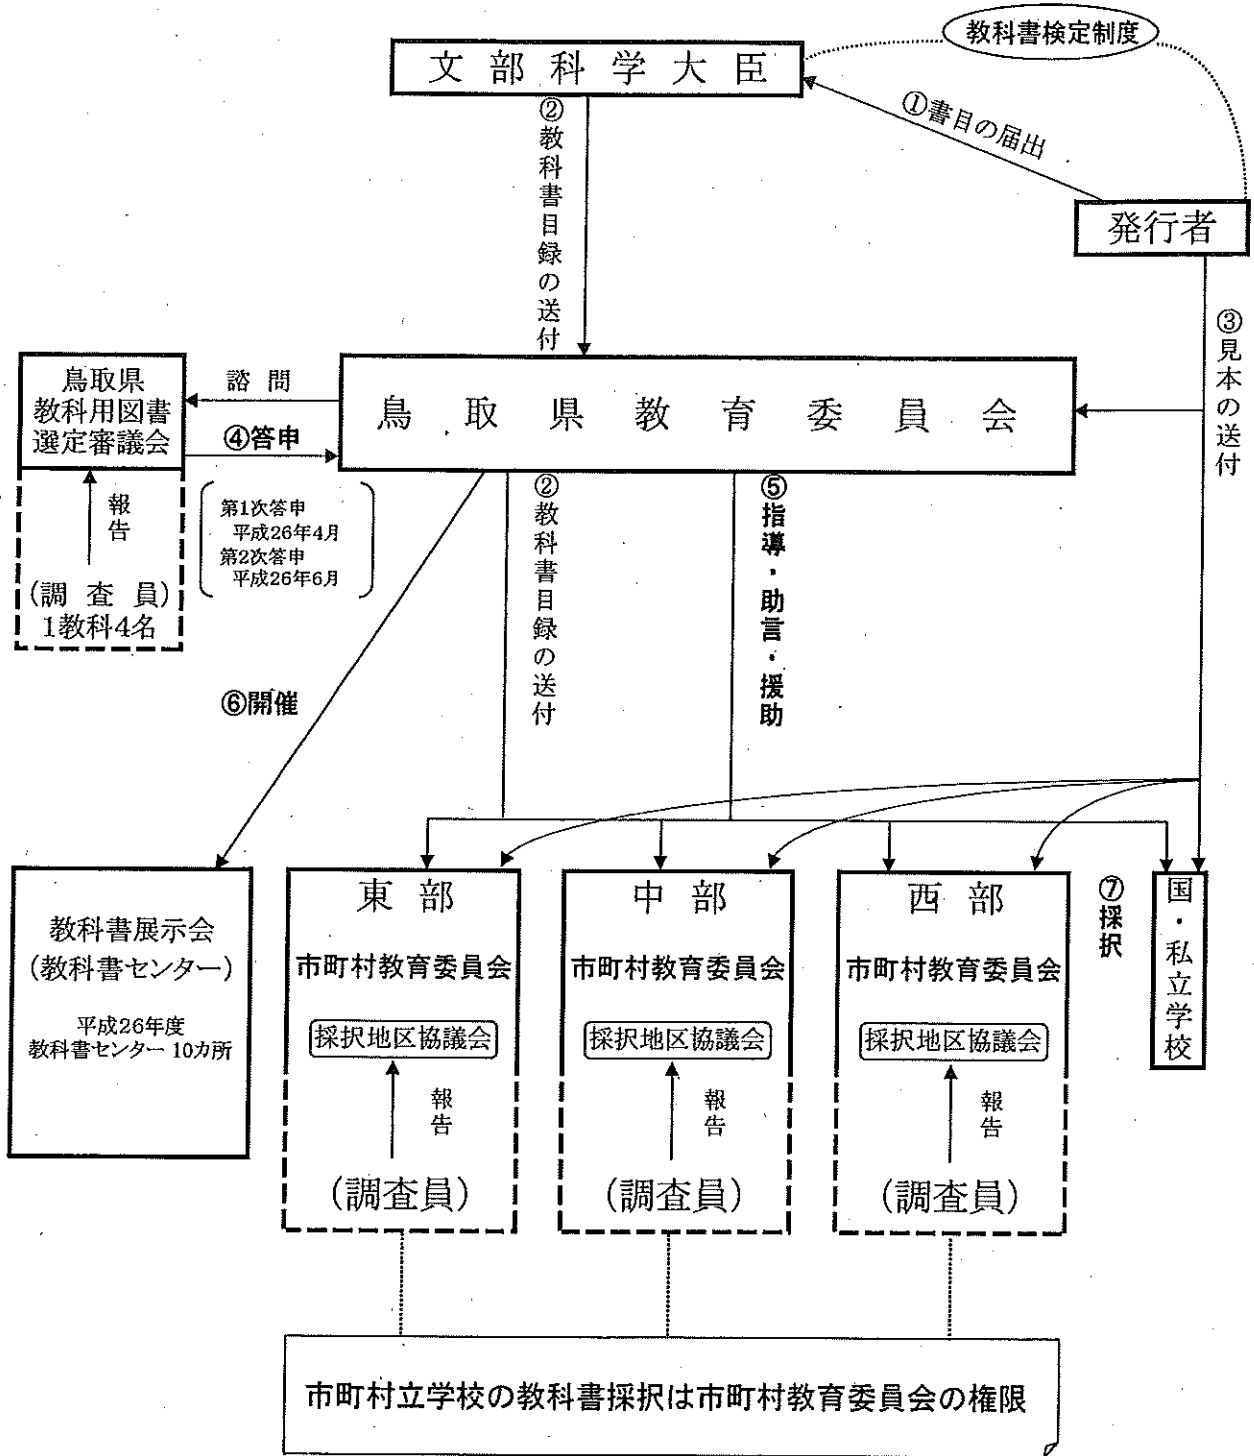 教科書検定制度
文部科学大臣
①書目の届出
②教科書目録の送付
発行者
③見本の送付
鳥取県
教科用図書
選定審議会
諮問
④答申
鳥取県教育委員会
報告
第1次答申
平成26年4月
第2次答申
平成26年6月
(調査員)
1教科4名
②教科書目録の送付
⑤指導・助言・援助
⑥開催
教科書展示会
(教科書センター)
平成26年度
教科書センター 10カ所
東部
市町村教育委員会
採択地区協議会
報告
(調査員)
中部
市町村教育委員会
採択地区協議会
報告
(調査員)
西部
市町村教育委員会
採択地区協議会
報告
(調査員)
⑦採択
国・私立学校
市町村立学校の教科書採択は市町村教育委員会の権限